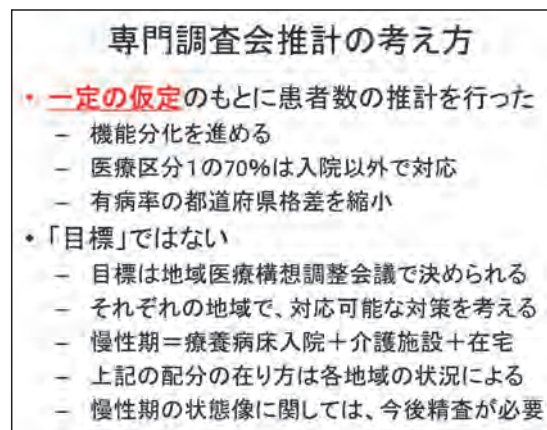 専門調査会推計の考え方
・ 一定の仮定のもとに患者数の推計を行った
– 機能分化を進める
– 医療区分1の70%は入院以外で対応
– 有病率の都道府県格差を縮小
・「目標」ではない
– 目標は地域医療構想調整会議で決められる
– それぞれの地域で、対応可能な対策を考える
– 慢性期＝療養病床入院＋介護施設＋在宅
– 上記の配分の在り方は各地域の状況による
– 慢性期の状態像に関しては、今後精査が必要